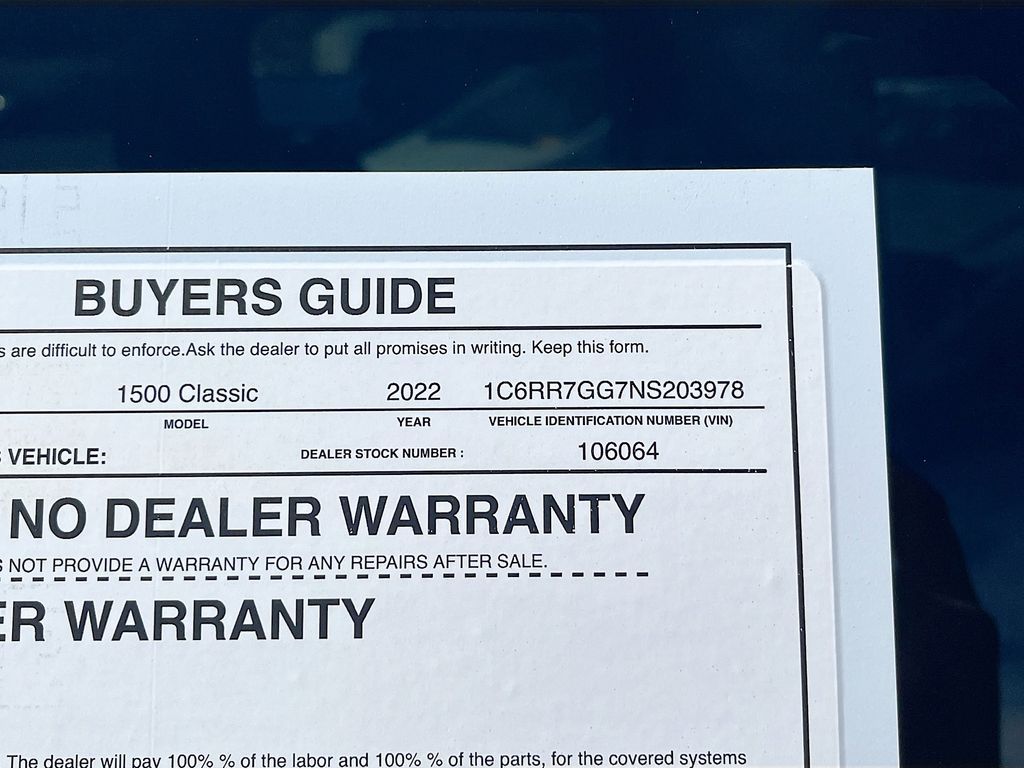 BUYERS GUIDE
s are difficult to enforce.Ask the dealer to put all promises in writing. Keep this form.
1500 Classic 2022 1C6RR7GG7NS203978
MODEL YEAR VEHICLE IDENTIFICATION NUMBER (VIN)
S VEHICLE: DEALER STOCK NUMBER : 106064
NO DEALER WARRANTY
S NOT PROVIDE A WARRANTY FOR ANY REPAIRS AFTER SALE.
ER WARRANTY
The dealer will pay 100% % of the labor and 100% % of the parts, for the covered systems